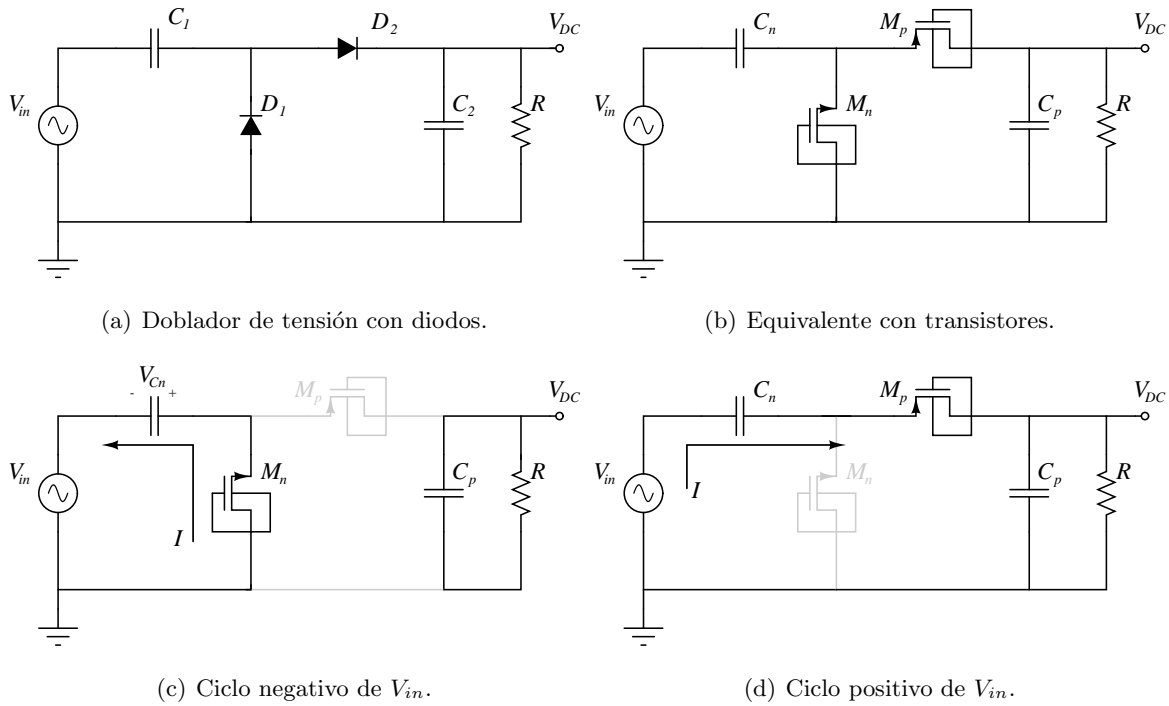 C1
D2
VDC
Vin
D1
C2
R
(a) Doblador de tensión con diodos.
Cn
Mp
VDC
Vin
Mn
Cp
R
(b) Equivalente con transistores.
VCn
- +
Mp
VDC
Vin
Mn
Cp
R
I
(c) Ciclo negativo de Vin.
Cn
Mp
VDC
Vin
Mn
Cp
R
I
(d) Ciclo positivo de Vin.